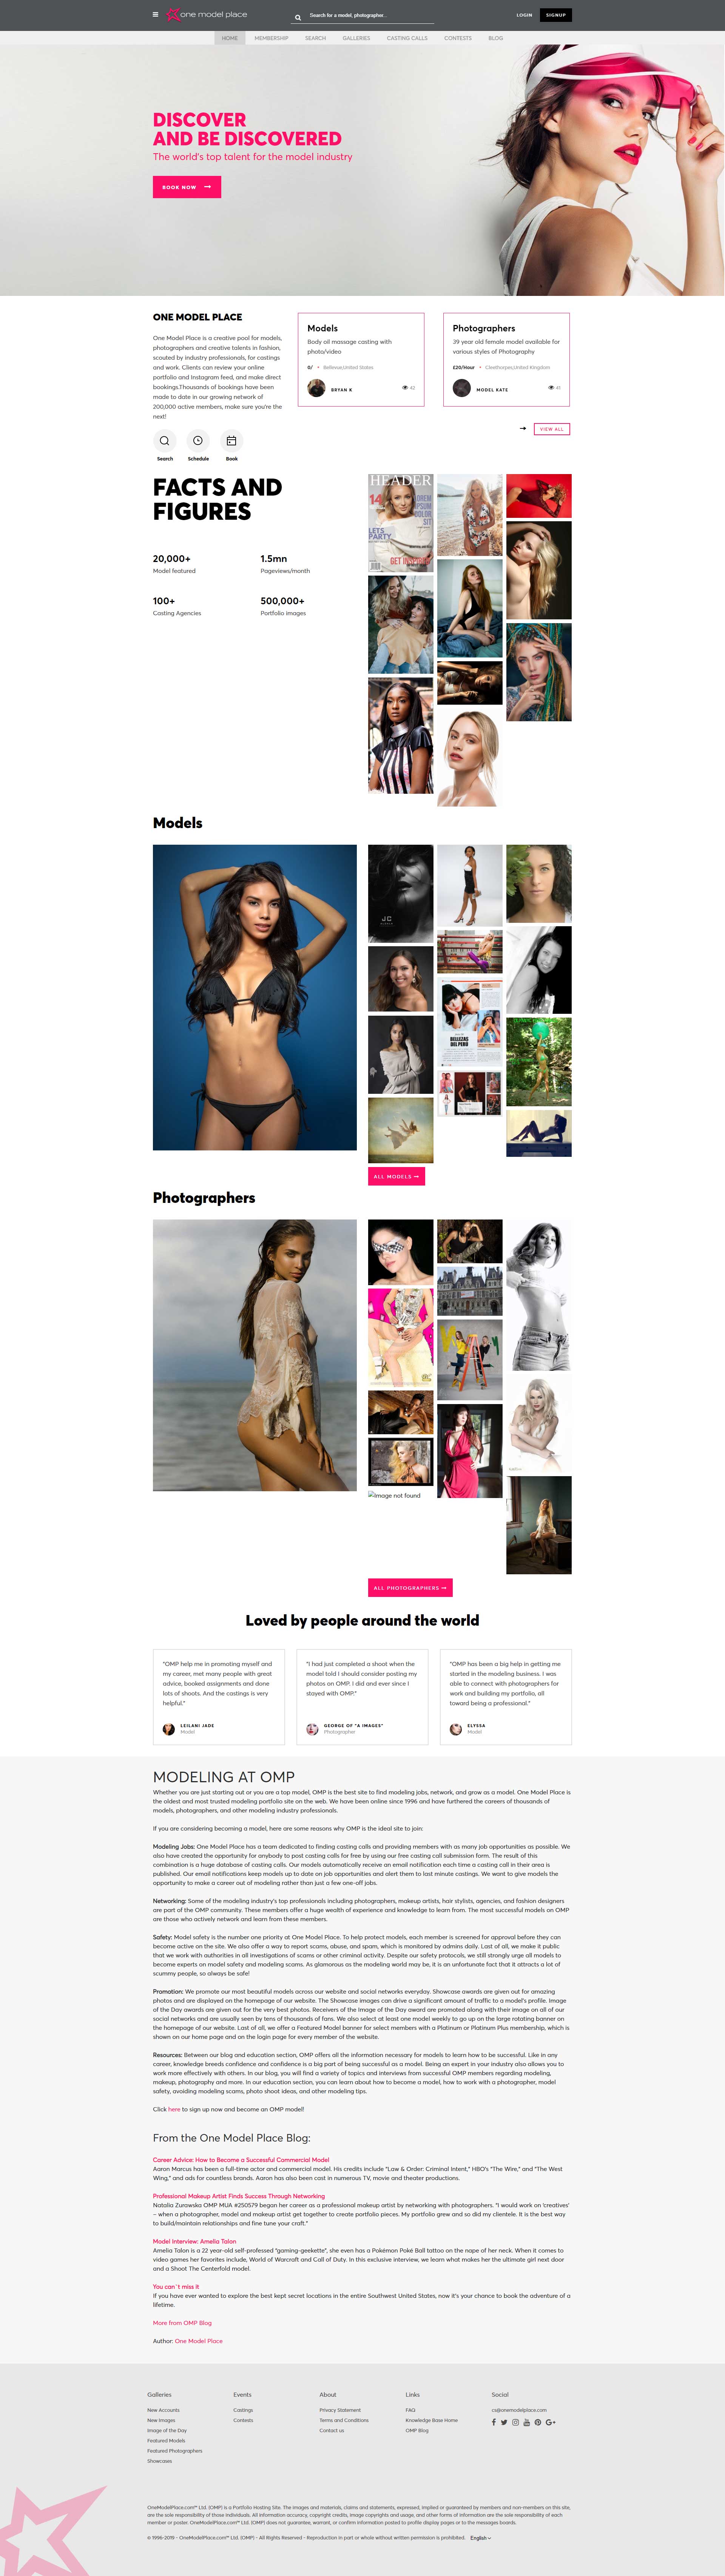 one model place
Search for a model, photographer...
LOGIN
SIGNUP
HOME
MEMBERSHIP
SEARCH
GALLERIES
CASTING CALLS
CONTESTS
BLOG
DISCOVER
AND BE DISCOVERED
The world's top talent for the model industry
BOOK NOW
ONE MODEL PLACE
One Model Place is a creative pool for models,
photographers and creative talents in fashion,
scouted by industry professionals, for castings
and work. Clients can review your online
portfolio and Instagram feed, and make direct
bookings.Thousands of bookings have been
made to date in our growing network of
200,000 active members, make sure you're the
next!
Search
Schedule
Book
Models
Body oil massage casting with
photo/video
0/ • Bellevue,United States
BRYAN K
42
Photographers
39 year old female model available for
various styles of Photography
£20/Hour • Cleethorpes,United Kingdom
MODEL KATE
41
VIEW ALL
FACTS AND
FIGURES
20,000+
Model featured
1.5mn
Pageviews/month
100+
Casting Agencies
500,000+
Portfolio images
HEADER
14
LOREM
IPSUM
DOLOR
SIT
LETS
PARTY
GET INSPIRED
Models
JC
BELLEZAS
DEL PERÚ
ALL MODELS
Photographers
Image not found
ALL PHOTOGRAPHERS
Loved by people around the world
"OMP help me in promoting myself and
my career, met many people with great
advice, booked assignments and done
lots of shoots. And the castings is very
helpful."
LEILANI JADE
Model
"I had just completed a shoot when the
model told I should consider posting my
photos on OMP. I did and ever since I
stayed with OMP."
GEORGE OF "A IMAGES"
Photographer
"OMP has been a big help in getting me
started in the modeling business. I was
able to connect with photographers for
work and building my portfolio, all
toward being a professional."
ELYSSA
Model
MODELING AT OMP
Whether you are just starting out or you are a top model, OMP is the best site to find modeling jobs, network, and grow as a model. One Model Place is
the oldest and most trusted modeling portfolio site on the web. We have been online since 1996 and have furthered the careers of thousands of
models, photographers, and other modeling industry professionals.
If you are considering becoming a model, here are some reasons why OMP is the ideal site to join:
Modeling Jobs: One Model Place has a team dedicated to finding casting calls and providing members with as many job opportunities as possible. We
also have created the opportunity for anybody to post casting calls for free by using our free casting call submission form. The result of this
combination is a huge database of casting calls. Our models automatically receive an email notification each time a casting call in their area is
published. Our email notifications keep models up to date on job opportunities and alert them to last minute castings. We want to give models the
opportunity to make a career out of modeling rather than just a few one-off jobs.
Networking: Some of the modeling industry's top professionals including photographers, makeup artists, hair stylists, agencies, and fashion designers
are part of the OMP community. These members offer a huge wealth of experience and knowledge to learn from. The most successful models on OMP
are those who actively network and learn from these members.
Safety: Model safety is the number one priority at One Model Place. To help protect models, each member is screened for approval before they can
become active on the site. We also offer a way to report scams, abuse, and spam, which is monitored by admins daily. Last of all, we make it public
that we work with authorities in all investigations of scams or other criminal activity. Despite our safety protocols, we still strongly urge all models to
become experts on model safety and modeling scams. As glamorous as the modeling world may be, it is an unfortunate fact that it attracts a lot of
scummy people, so always be safe!
Promotion: We promote our most beautiful models across our website and social networks everyday. Showcase awards are given out for amazing
photos and are displayed on the homepage of our website. The Showcase images can drive a significant amount of traffic to a model's profile. Image
of the Day awards are given out for the very best photos. Receivers of the Image of the Day award are promoted along with their image on all of our
social networks and are usually seen by tens of thousands of fans. We also select at least one model weekly to go up on the large rotating banner on
the homepage of our website. Last of all, we offer a Featured Model banner for select members with a Platinum or Platinum Plus membership, which is
shown on our home page and on the login page for every member of the website.
Resources: Between our blog and education section, OMP offers all the information necessary for models to learn how to be successful. Like in any
career, knowledge breeds confidence and confidence is a big part of being successful as a model. Being an expert in your industry also allows you to
work more effectively with others. In our blog, you will find a variety of topics and interviews from successful OMP members regarding modeling,
makeup, photography and more. In our education section, you can learn about how to become a model, how to work with a photographer, model
safety, avoiding modeling scams, photo shoot ideas, and other modeling tips.
Click here to sign up now and become an OMP model!
From the One Model Place Blog:
Career Advice: How to Become a Successful Commercial Model
Aaron Marcus has been a full-time actor and commercial model. His credits include "Law & Order: Criminal Intent," HBO's "The Wire," and "The West
Wing," and ads for countless brands. Aaron has also been cast in numerous TV, movie and theater productions.
Professional Makeup Artist Finds Success Through Networking
Natalia Zurawska OMP MUA #250579 began her career as a professional makeup artist by networking with photographers. "I would work on 'creatives'
– when a photographer, model and makeup artist get together to create portfolio pieces. My portfolio grew and so did my clientele. It is the best way
to build/maintain relationships and fine tune your craft."
Model Interview: Amelia Talon
Amelia Talon is a 22 year-old self-professed "gaming-geekette", she even has a Pokémon Poké Ball tattoo on the nape of her neck. When it comes to
video games her favorites include, World of Warcraft and Call of Duty. In this exclusive interview, we learn what makes her the ultimate girl next door
and a Shoot The Centerfold model.
You can´t miss it
If you have ever wanted to explore the best kept secret locations in the entire Southwest United States, now it's your chance to book the adventure of a
lifetime.
More from OMP Blog
Author: One Model Place
Galleries
New Accounts
New Images
Image of the Day
Featured Models
Featured Photographers
Showcases
Events
Castings
Contests
About
Privacy Statement
Terms and Conditions
Contact us
Links
FAQ
Knowledge Base Home
OMP Blog
Social
cs@onemodelplace.com
OneModelPlace.com℠ Ltd. (OMP) is a Portfolio Hosting Site. The images and materials, claims and statements, expressed, implied or guaranteed by members and non-members on this site,
are the sole responsibility of those individuals. All information accuracy, copyright credits, image copyrights and usage, and other forms of information are the sole responsibility of each
member or poster. OneModelPlace.com℠ Ltd. (OMP) does not guarantee, warrant, or confirm information posted to profile display pages or to the messages boards.
© 1996-2019 - OneModelPlace.com℠ Ltd. (OMP) - All Rights Reserved - Reproduction in part or whole without written permission is prohibited.
English